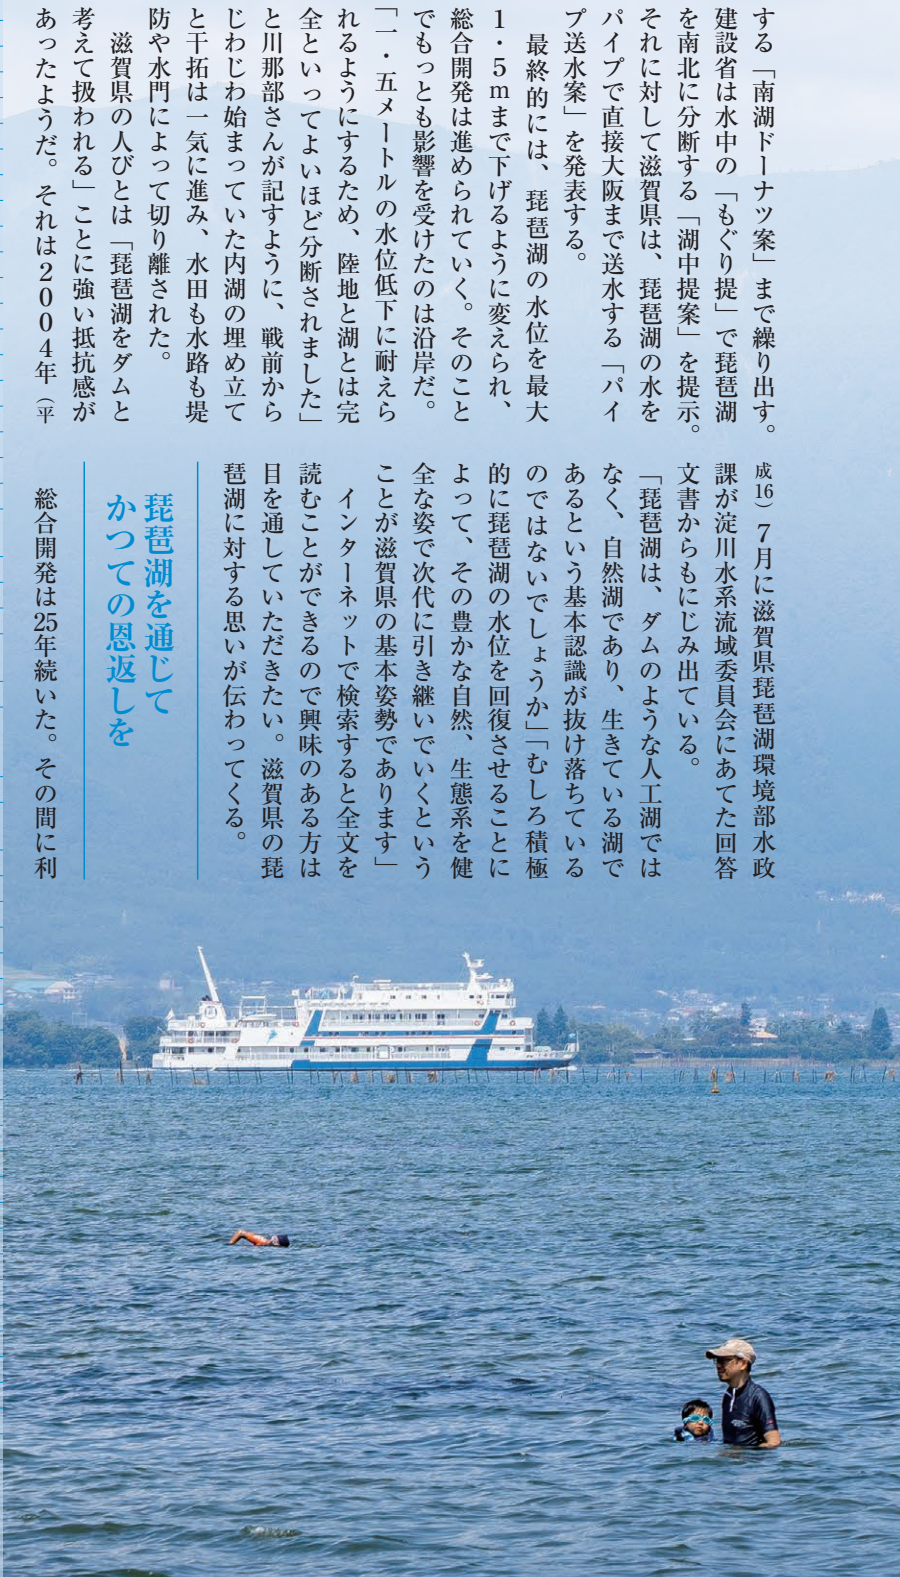 する「南湖ドーナツ案」まで繰り出す。
建設省は水中の「もぐり提」で琵琶湖
を南北に分断する「湖中提案」を提示。
それに対して滋賀県は、琵琶湖の水を
パイプで直接大阪まで送水する「パイ
プ送水案」を発表する。
最終的には、琵琶湖の水位を最大
1・5mまで下げるように変えられ、
総合開発は進められていく。そのこと
でもっとも影響を受けたのは沿岸だ。
「一・五メートルの水位低下に耐えら
れるようにするため、陸地と湖とは完
全といってよいほど分断されました」
と川那部さんが記すように、戦前から
じわじわ始まっていた内湖の埋め立て
と干拓は一気に進み、水田も水路も堤
防や水門によって切り離された。
滋賀県の人びとは「琵琶湖をダムと
考えて扱われる」ことに強い抵抗感が
あったようだ。それは2004年（平
成16）7月に滋賀県琵琶湖環境部水政
課が淀川水系流域委員会にあてた回答
文書からもにじみ出ている。
「琵琶湖は、ダムのような人工湖では
なく、自然湖であり、生きている湖で
あるという基本認識が抜け落ちている
のではないでしょうか」「むしろ積極
的に琵琶湖の水位を回復させることに
よって、その豊かな自然、生態系を健
全な姿で次代に引き継いでいくという
ことが滋賀県の基本姿勢であります」
インターネットで検索すると全文を
読むことができるので興味のある方は
目を通していただきたい。滋賀県の琵
琶湖に対する思いが伝わってくる。
琵琶湖を通じて
かつての恩返しを
総合開発は25年続いた。その間に利